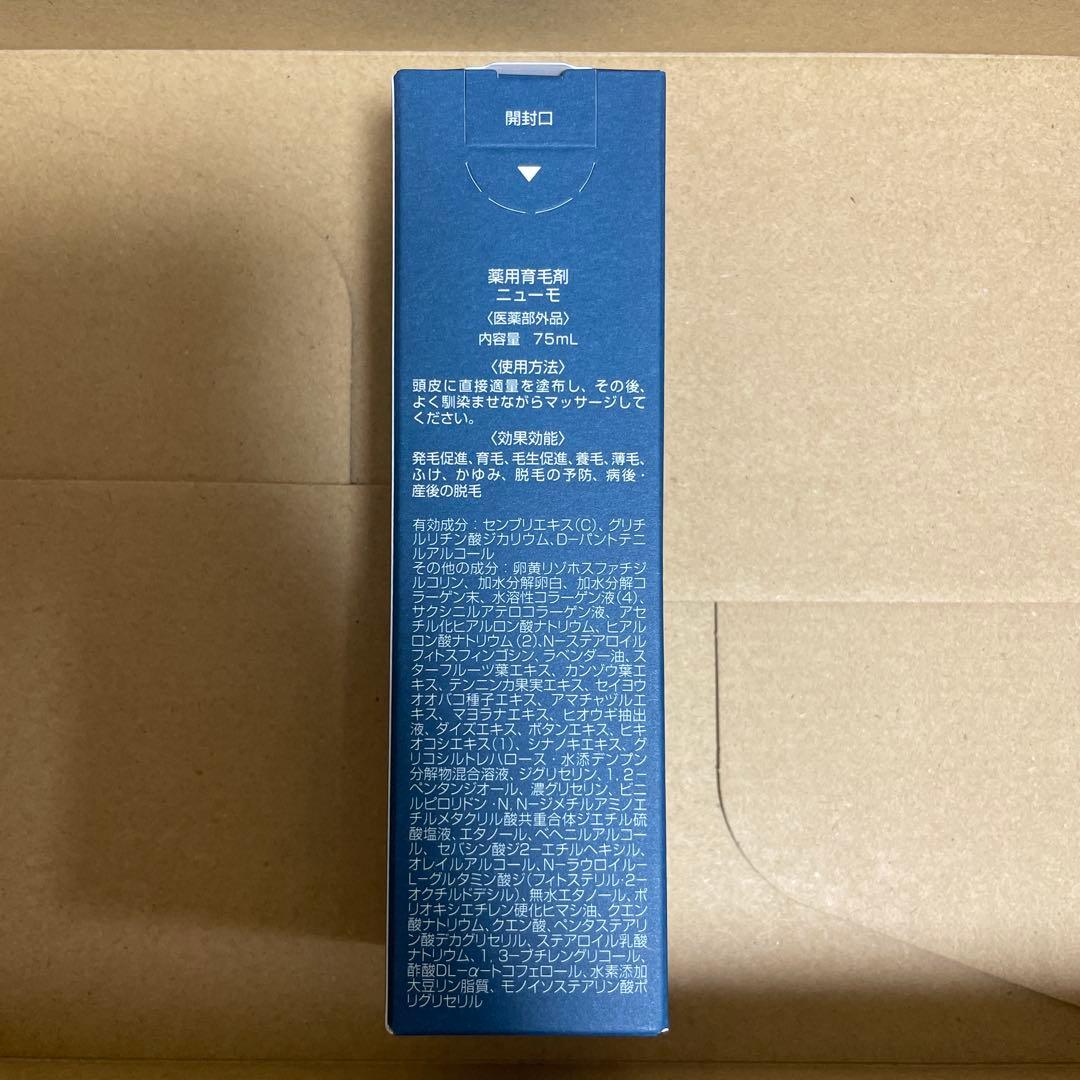 開封口
薬用育毛剤
ニューモ
〈医薬部外品〉
内容量　75mL
〈使用方法〉
頭皮に直接適量を塗布し、その後、
よく馴染ませながらマッサージして
ください。
〈効果効能〉
発毛促進、育毛、毛生促進、養毛、薄毛、
ふけ、かゆみ、脱毛の予防、病後・
産後の脱毛
有効成分：センブリエキス(C)、グリチ
ルリチン酸ジカリウム、D-パントテニ
ルアルコール
その他の成分：卵黄リゾホスファチジ
ルコリン、加水分解卵白、加水分解コ
ラーゲン末、水溶性コラーゲン液(4)、
サクシニルアテロコラーゲン液、アセ
チル化ヒアルロン酸ナトリウム、ヒアル
ロン酸ナトリウム(2)、N-ステアロイル
フィトスフィンゴシン、ラベンダー油、ス
ターフルーツ葉エキス、カンゾウ葉エ
キス、テンニンカ果実エキス、セイヨウ
オオバコ種子エキス、アマチャヅルエ
キス、マヨラナエキス、ヒオウギ抽出
液、ダイズエキス、ボタンエキス、ヒキ
オコシエキス(1)、シナノキエキス、グ
リコシルトレハロース・水添デンプン
分解物混合溶液、ジグリセリン、1,2-
ペンタンジオール、濃グリセリン、ビニ
ルピロリドン・N,N-ジメチルアミノエ
チルメタクリル酸共重合体ジエチル硫
酸塩液、エタノール、ベヘニルアルコー
ル、セバシン酸ジ2-エチルヘキシル、
オレイルアルコール、N-ラウロイル-
L-グルタミン酸ジ(フィトステリル・2-
オクチルドデシル)、無水エタノール、ポ
リオキシエチレン硬化ヒマシ油、クエン
酸ナトリウム、クエン酸、ペンタステアリ
ン酸デカグリセリル、ステアロイル乳酸
ナトリウム、1,3-ブチレングリコール、
酢酸DL-α-トコフェロール、水素添加
大豆リン脂質、モノイソステアリン酸ポ
リグリセリル